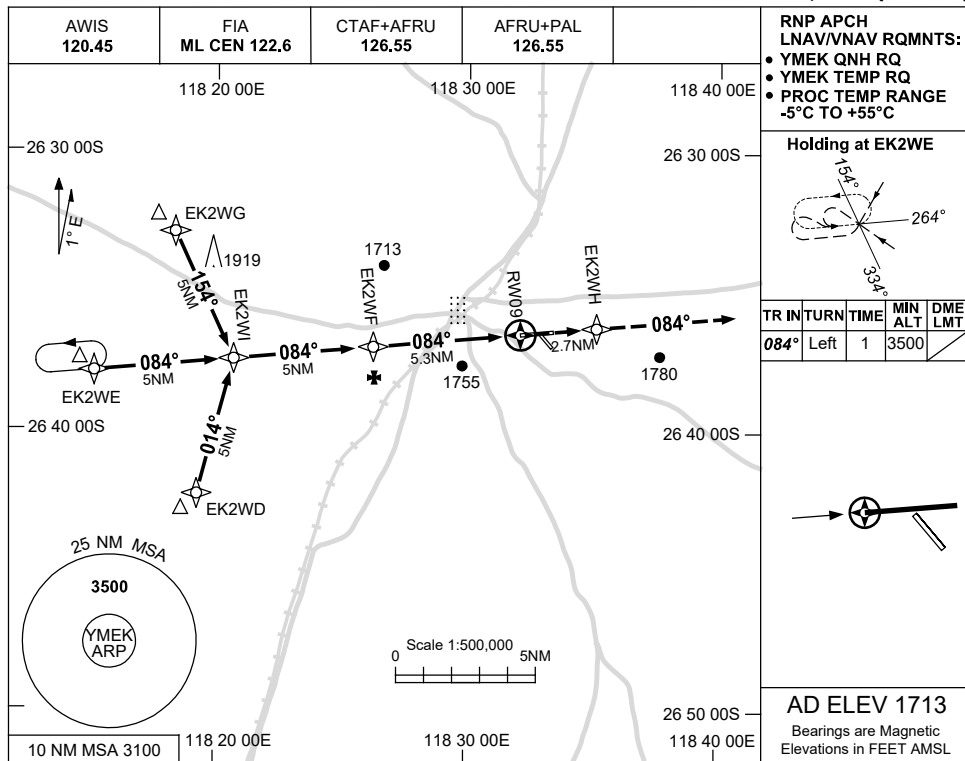 AWIS
120.45
FIA
ML CEN 122.6
CTAF+AFRU
126.55
AFRU+PAL
126.55
RNP APCH
LNAV/VNAV RQMNTS:
• YMEK QNH RQ
• YMEK TEMP RQ
• PROC TEMP RANGE
-5°C TO +55°C
118 20 00E
118 30 00E
118 40 00E
26 30 00S
26 30 00S
Holding at EK2WE
154°
264°
334°
1° E
EK2WG
1919
154°
5NM
EK2WI
EK2WF
1713
RW09
EK2WH
084°
5NM
084°
5NM
084°
5.3NM
2.7NM
084°
EK2WE
1755
1780
TR IN TURN TIME MIN ALT DME LMT
084° Left 1 3500
26 40 00S
26 40 00S
014°
5NM
EK2WD
25 NM MSA
3500
YMEK
ARP
Scale 1:500,000
0 5NM
26 50 00S
10 NM MSA 3100
118 20 00E
118 30 00E
118 40 00E
AD ELEV 1713
Bearings are Magnetic
Elevations in FEET AMSL